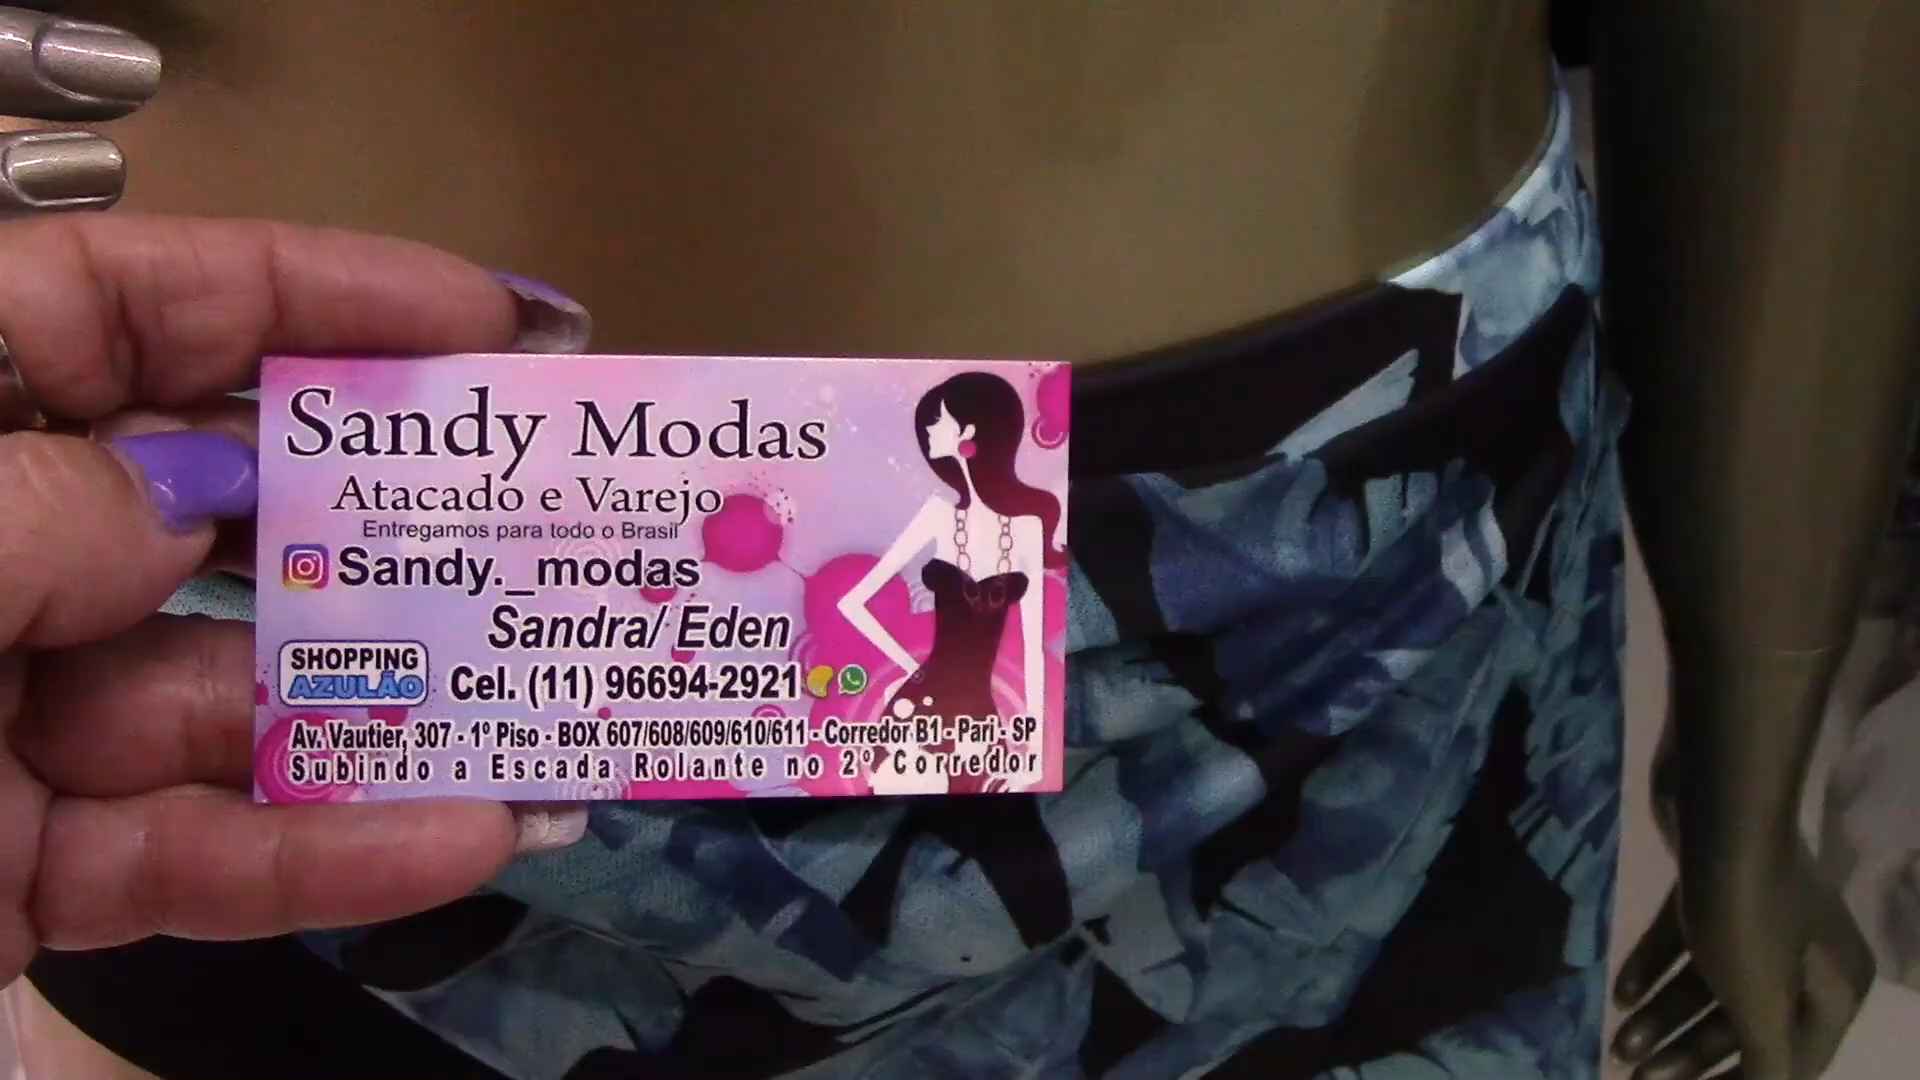 Sandy Modas
Atacado e Varejo
Entregamos para todo o Brasil
Sandy._modas
Sandra/ Eden
SHOPPING
AZULÃO
Cel. (11) 96694-2921
Av. Vautier, 307 - 1º Piso - BOX 607/608/609/610/611 - Corredor B1 - Pari - SP
Subindo a Escada Rolante no 2º Corredor